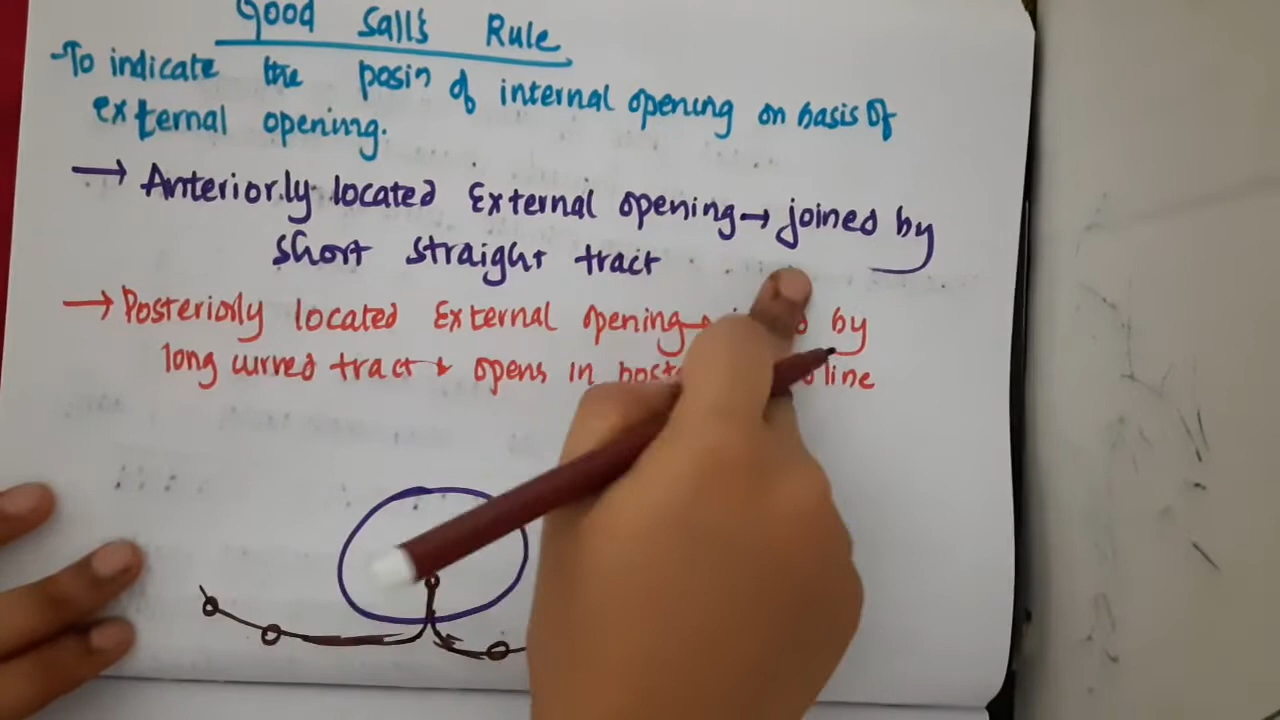 Good Sall's Rule
To indicate the posin of internal opening on basis of
external opening.
→ Anteriorly located External opening → joined by
short straight tract
→ Posteriorly located External opening → by
long curved tract & opens in line